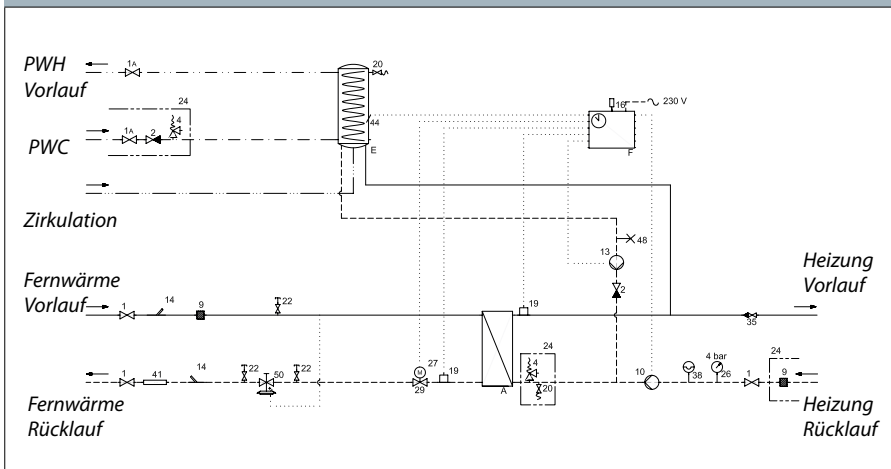 PWH
Vorlauf
1A
20
24
4
1A
2
PWC
44
E
16
230 V
F
Zirkulation
48
13
2
Fernwärme
Vorlauf
Heizung
Vorlauf
1
14
9
22
19
35
1
41
14
22
50
22
27
M
29
19
A
24
4
20
10
38
4 bar
26
1
24
9
Fernwärme
Rücklauf
Heizung
Rücklauf